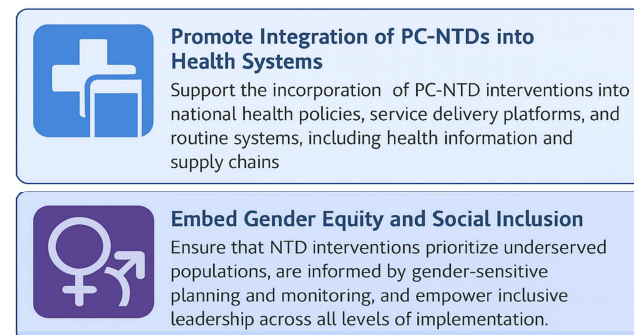 Promote Integration of PC-NTDs into
Health Systems
Support the incorporation of PC-NTD interventions into
national health policies, service delivery platforms, and
routine systems, including health information and
supply chains
Embed Gender Equity and Social Inclusion
Ensure that NTD interventions prioritize underserved
populations, are informed by gender-sensitive
planning and monitoring, and empower inclusive
leadership across all levels of implementation.